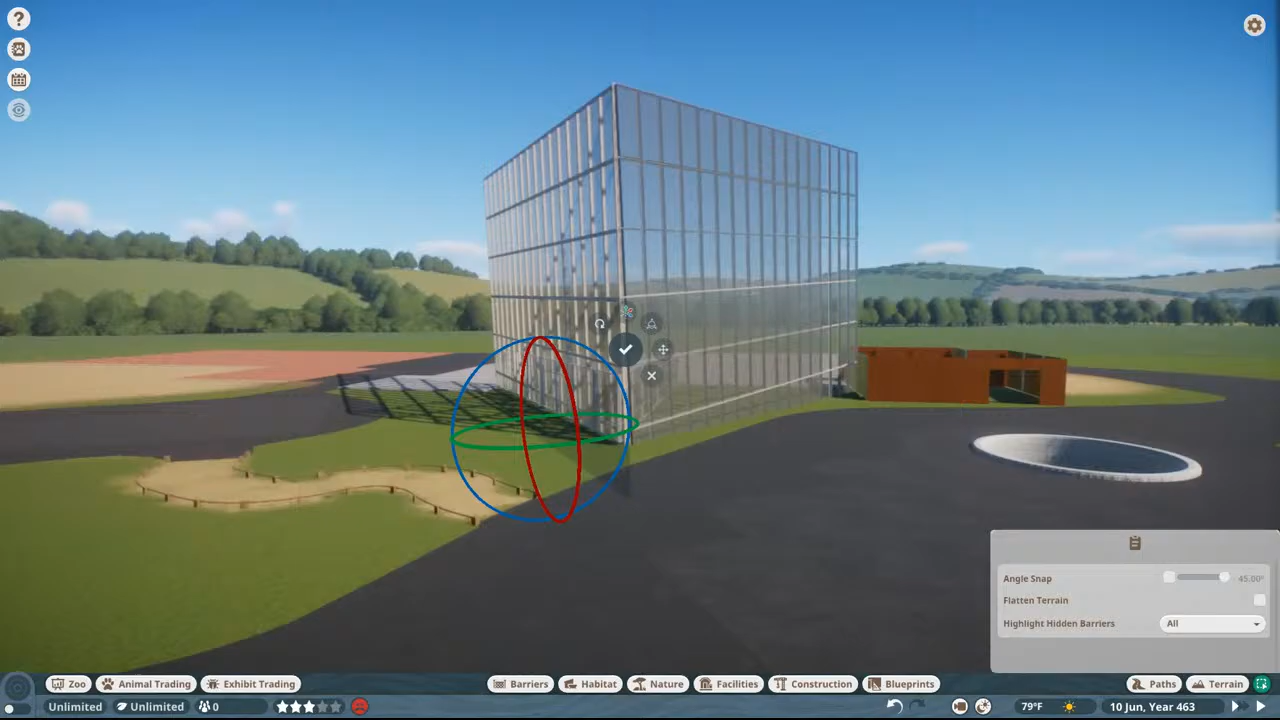 ?
Angle Snap 45.00°
Flatten Terrain
Highlight Hidden Barriers All
Zoo Animal Trading Exhibit Trading Barriers Habitat Nature Facilities Construction Blueprints Paths Terrain
Unlimited Unlimited 0 79°F 10 Jun, Year 463